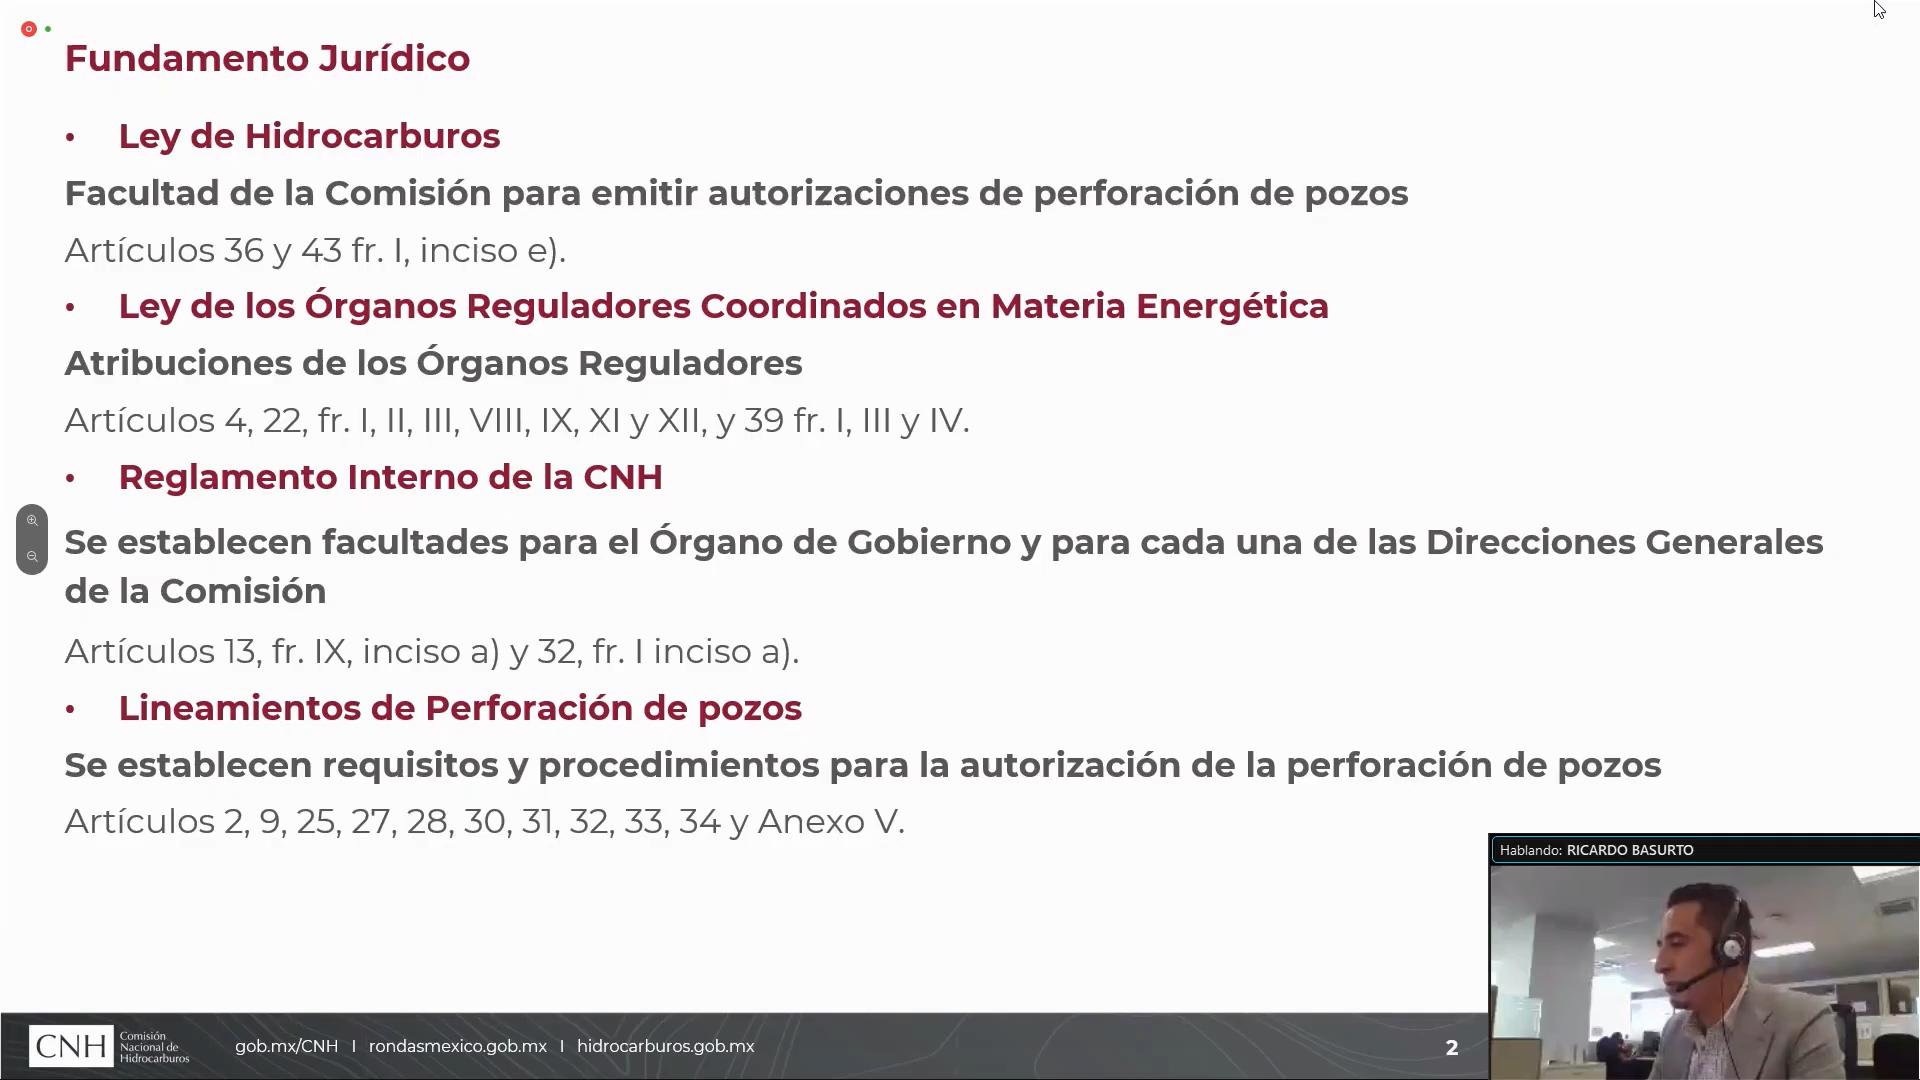 Fundamento Jurídico
• Ley de Hidrocarburos
Facultad de la Comisión para emitir autorizaciones de perforación de pozos
Artículos 36 y 43 fr. I, inciso e).
• Ley de los Órganos Reguladores Coordinados en Materia Energética
Atribuciones de los Órganos Reguladores
Artículos 4, 22, fr. I, II, III, VIII, IX, XI y XII, y 39 fr. I, III y IV.
• Reglamento Interno de la CNH
Se establecen facultades para el Órgano de Gobierno y para cada una de las Direcciones Generales
de la Comisión
Artículos 13, fr. IX, inciso a) y 32, fr. I inciso a).
• Lineamientos de Perforación de pozos
Se establecen requisitos y procedimientos para la autorización de la perforación de pozos
Artículos 2, 9, 25, 27, 28, 30, 31, 32, 33, 34 y Anexo V.
Hablando: RICARDO BASURTO
CNH
Comisión
Nacional de
Hidrocarburos
gob.mx/CNH I rondasmexico.gob.mx I hidrocarburos.gob.mx
2